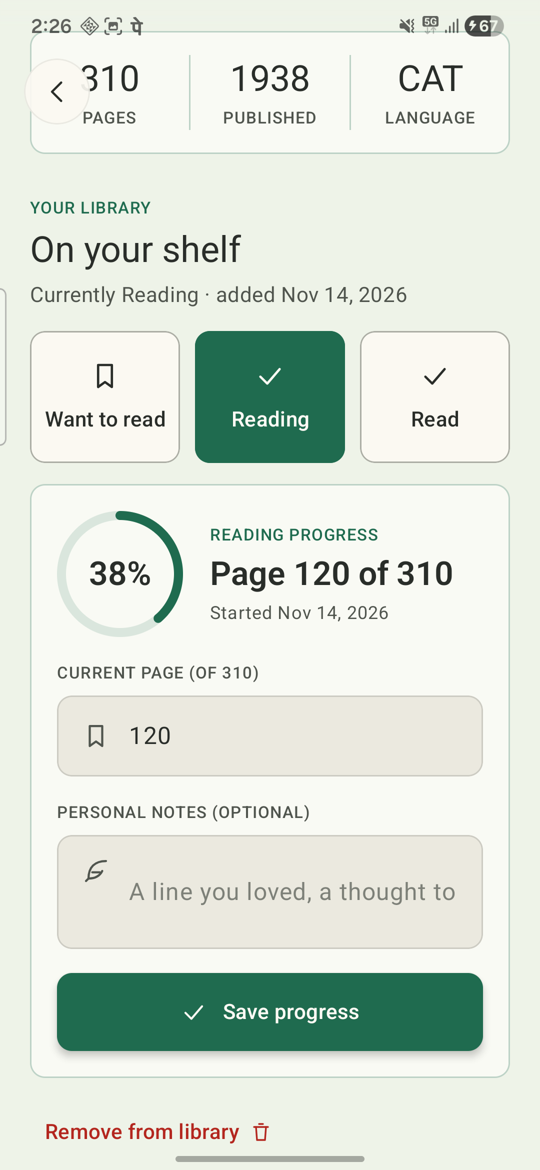 2:26
5G
67
310
PAGES
1938
PUBLISHED
CAT
LANGUAGE
YOUR LIBRARY
On your shelf
Currently Reading · added Nov 14, 2026
Want to read
Reading
Read
38%
READING PROGRESS
Page 120 of 310
Started Nov 14, 2026
CURRENT PAGE (OF 310)
120
PERSONAL NOTES (OPTIONAL)
A line you loved, a thought to
Save progress
Remove from library